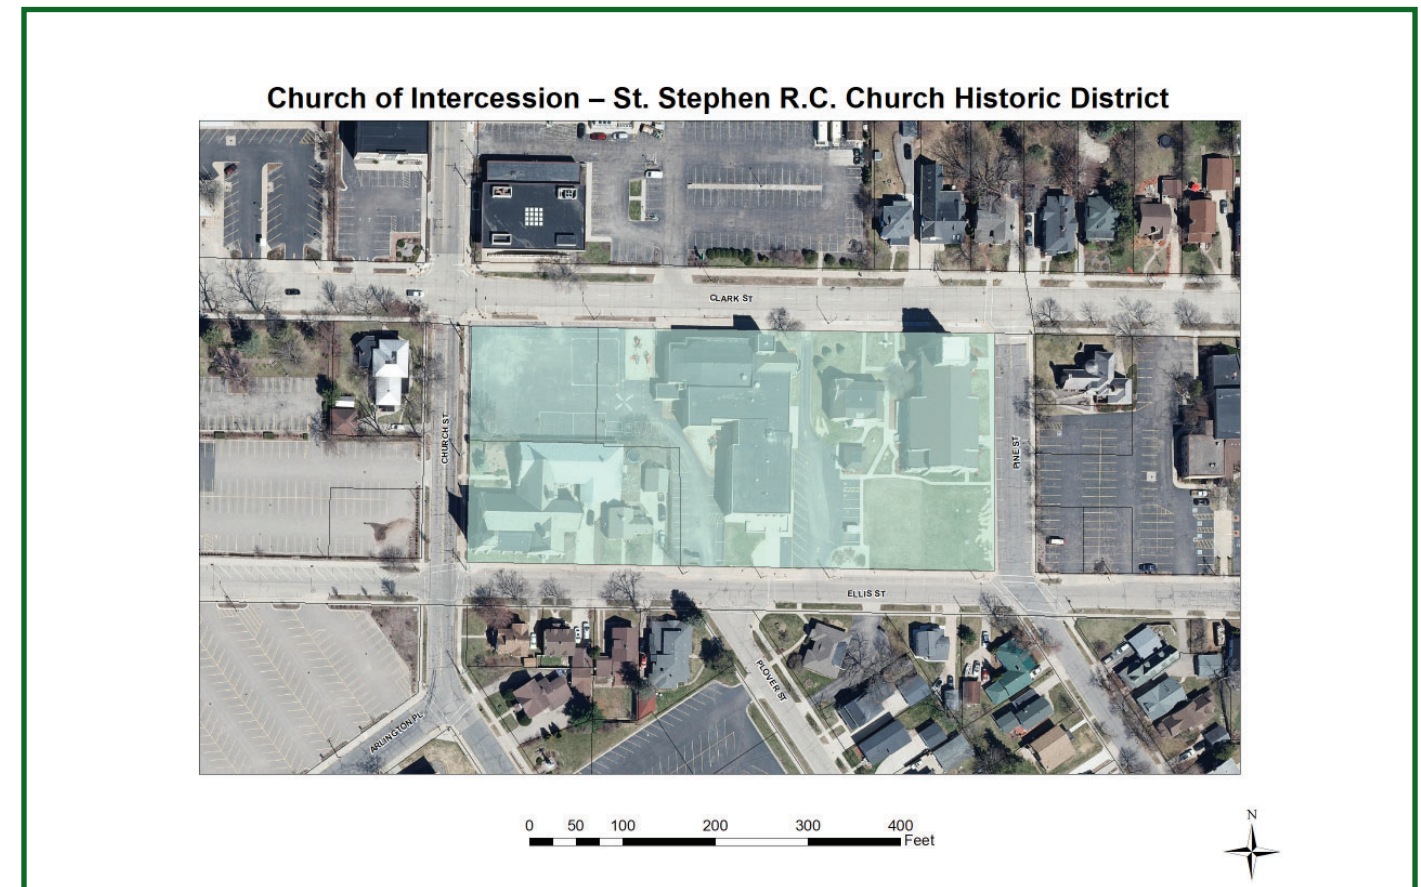 Church of Intercession – St. Stephen R.C. Church Historic District
CLARK ST
CHURCH ST
PINE ST
ELLIS ST
PLOVER ST
ARLINGTON PL
0 50 100 200 300 400
Feet
N